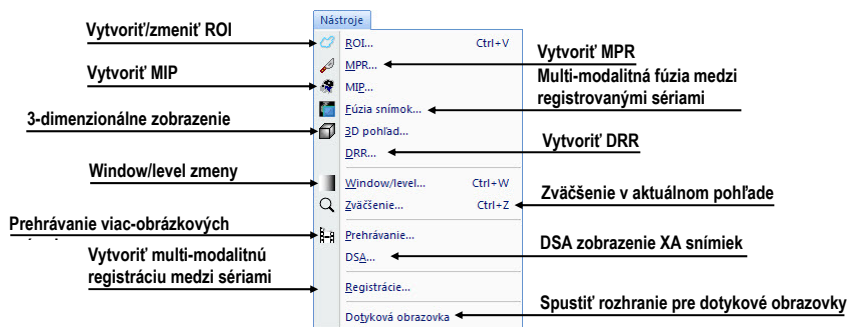 Nástroje
Vytvoriť/zmeniť ROI
ROI... Ctrl+V
Vytvoriť MPR
MPR...
Vytvoriť MIP
MIP...
Multi-modalitná fúzia medzi
registrovanými sériami
Fúzia snímok...
3-dimenzionálne zobrazenie
3D pohľad...
Vytvoriť DRR
DRR...
Window/level zmeny
Window/level... Ctrl+W
Zväčšenie v aktuálnom pohľade
Zväčšenie... Ctrl+Z
Prehrávanie viac-obrázkových
Prehrávanie...
DSA zobrazenie XA snímiek
DSA...
Vytvoriť multi-modalitnú
registráciu medzi sériami
Registrácie...
Spustiť rozhranie pre dotykové obrazovky
Dotyková obrazovka